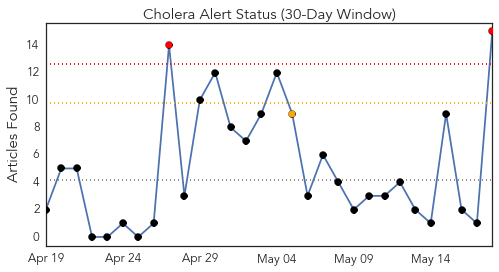 Cholera Alert Status (30-Day Window)
Articles Found
14
12
10
8
6
4
2
0
Apr 19 Apr 24 Apr 29 May 04 May 09 May 14